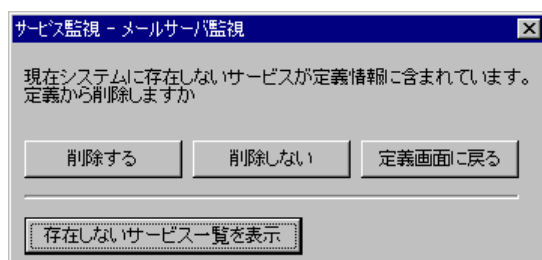 サービス監視 - メールサーバ監視
現在システムに存在しないサービスが定義情報に含まれています。
定義から削除しますか
削除する 削除しない 定義画面に戻る
存在しないサービス一覧を表示